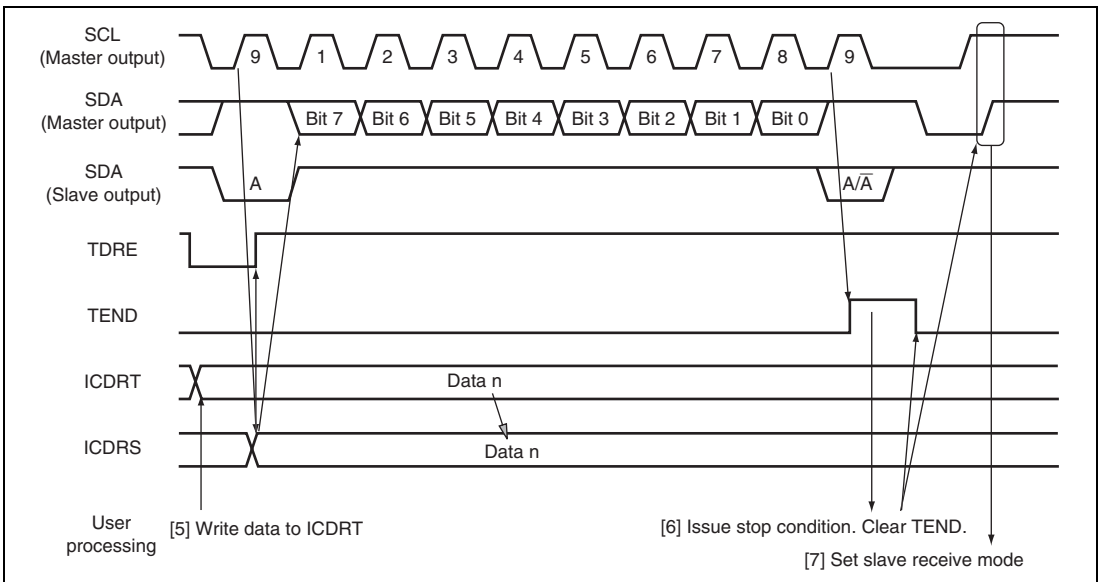 SCL
(Master output)
9 1 2 3 4 5 6 7 8 9
SDA
(Master output)
Bit 7 Bit 6 Bit 5 Bit 4 Bit 3 Bit 2 Bit 1 Bit 0
SDA
(Slave output)
A A/A̅
TDRE
TEND
ICDRT
Data n
ICDRS
Data n
User
processing
[5] Write data to ICDRT
[6] Issue stop condition. Clear TEND.
[7] Set slave receive mode